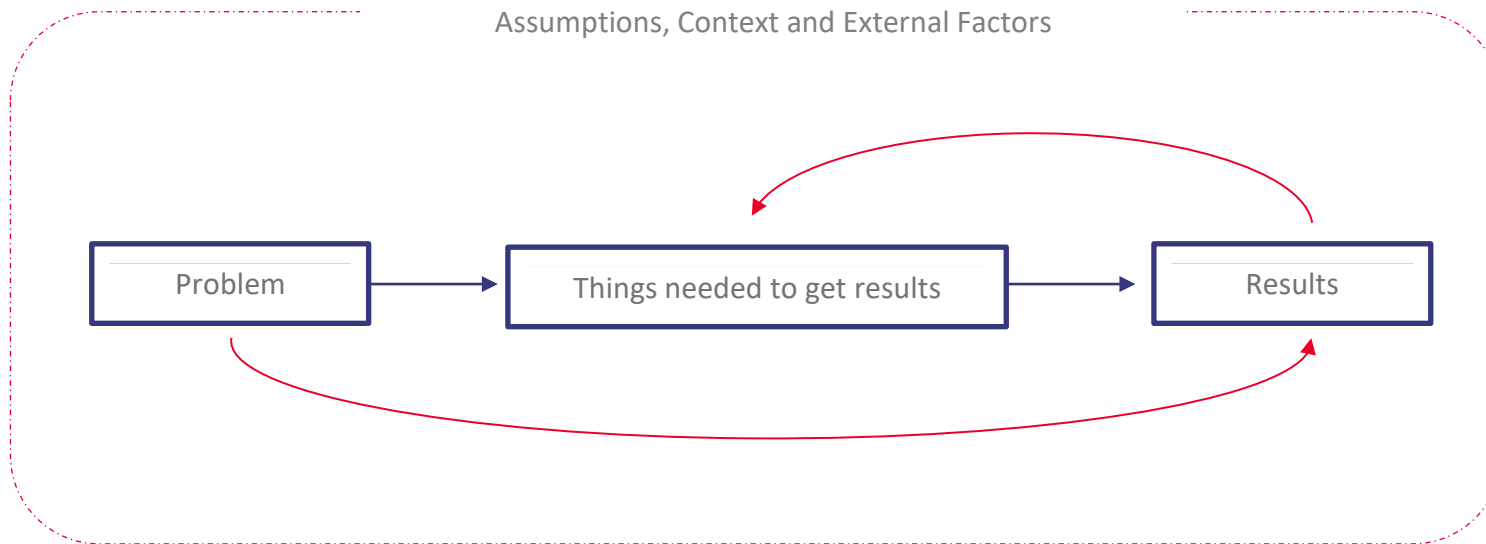 Assumptions, Context and External Factors
Problem
Things needed to get results
Results